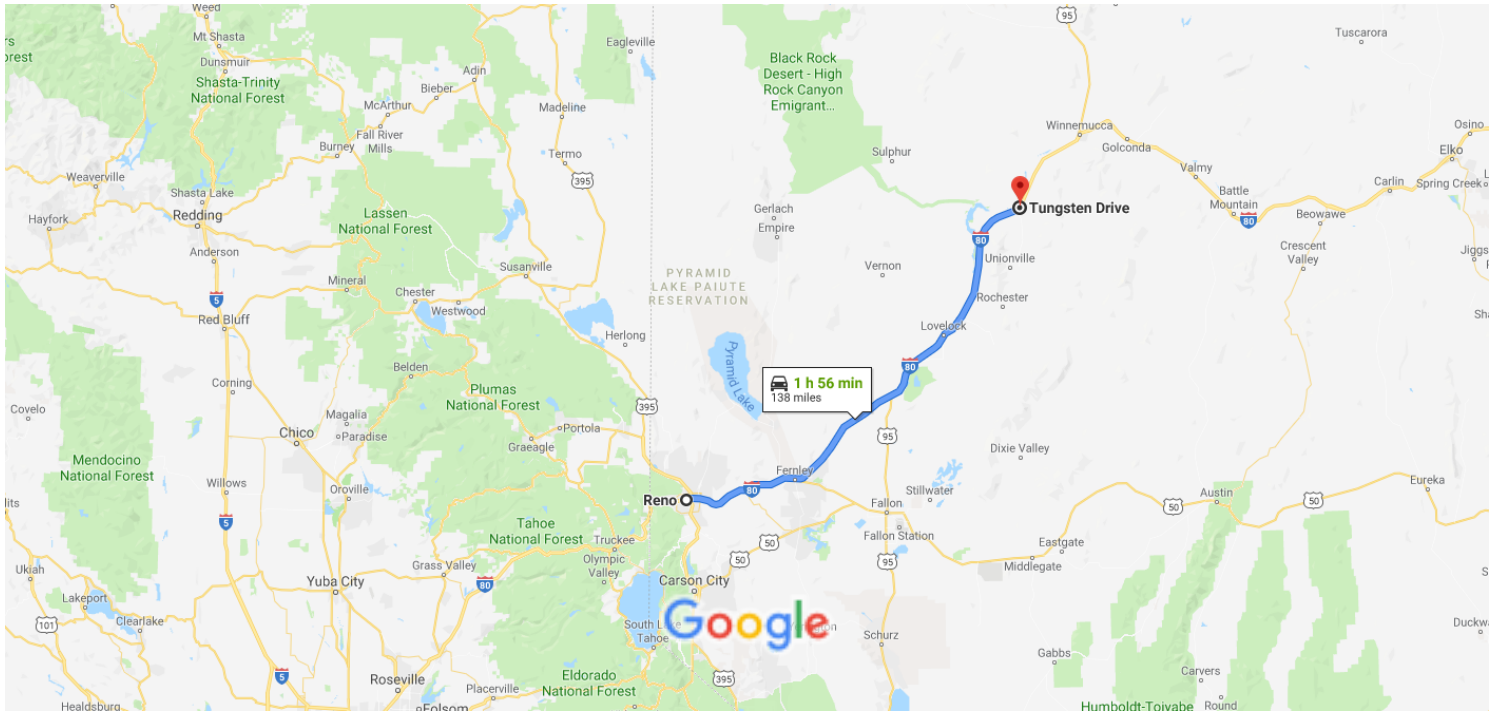 Weed
Mt Shasta
Dunsmuir
Shasta-Trinity
National Forest
Adin
Bieber
McArthur
Fall River
Mills
Burney
Weaverville
Shasta Lake
Redding
Hayfork
Anderson
Lassen
National Forest
Mineral
Chester
Westwood
Susanville
Red Bluff
5
Eagleville
Madeline
Termo
395
Herlong
Black Rock
Desert - High
Rock Canyon
Emigrant...
Sulphur
Gerlach
Empire
Vernon
PYRAMID
LAKE PAIUTE
RESERVATION
Pyramid Lake
95
Tuscarora
Winnemucca
Golconda
Valmy
Battle
Mountain
80
Osino
Elko
Carlin
Spring Creek
Beowawe
Crescent
Valley
Jiggs
Tungsten Drive
80
Unionville
Rochester
Lovelock
80
1 h 56 min
138 miles
95
Corning
Belden
Plumas
National Forest
395
Covelo
Magalia
Paradise
Chico
Portola
Graeagle
Mendocino
National Forest
Willows
Oroville
5
Reno
80
Fernley
Dixie Valley
Stillwater
Fallon
Fallon Station
Austin
50
50
Eureka
50
Eastgate
Middlegate
Tahoe
National Forest
Truckee
Olympic
Valley
50
50
95
Ukiah
Yuba City
Grass Valley
80
Carson City
Lakeport
Clearlake
101
South Lake
Tahoe
Google
Schurz
Gabbs
Carvers
Round
Duckw
5
Roseville
Placerville
Folsom
Eldorado
National Forest
395
Healdsburg
Humboldt-Toiyabe